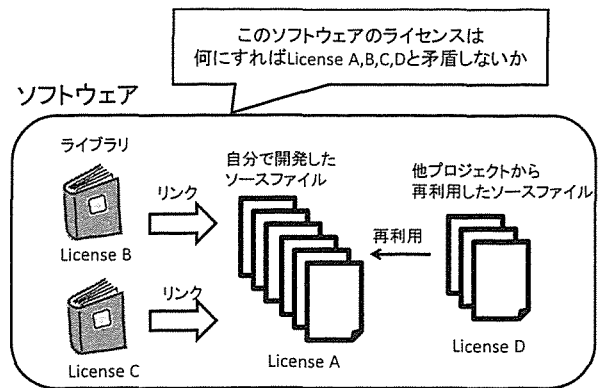 このソフトウェアのライセンスは
何にすればLicense A,B,C,Dと矛盾しないか
ソフトウェア
ライブラリ
リンク
License B
リンク
License C
自分で開発した
ソースファイル
License A
再利用
他プロジェクトから
再利用したソースファイル
License D